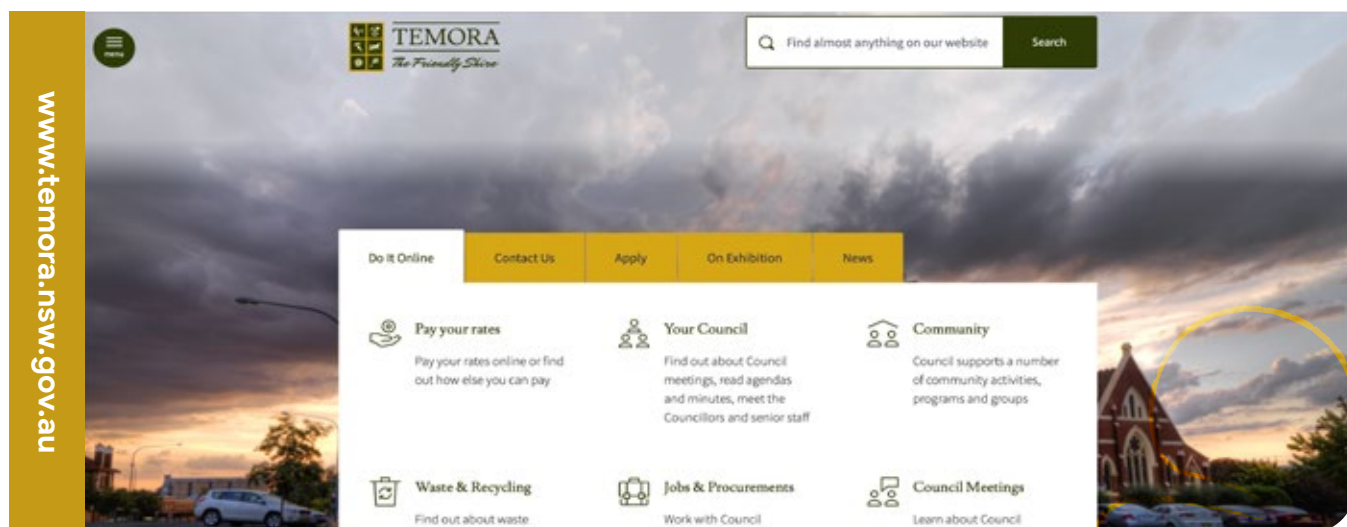 www.temora.nsw.gov.au
menu
TEMORA
The Friendly Shire
Find almost anything on our website
Search
Do It Online
Contact Us
Apply
On Exhibition
News
Pay your rates
Pay your rates online or find
out how else you can pay
Your Council
Find out about Council
meetings, read agendas
and minutes, meet the
Councillors and senior staff
Community
Council supports a number
of community activities,
programs and groups
Waste & Recycling
Find out about waste
Jobs & Procurements
Work with Council
Council Meetings
Learn about Council